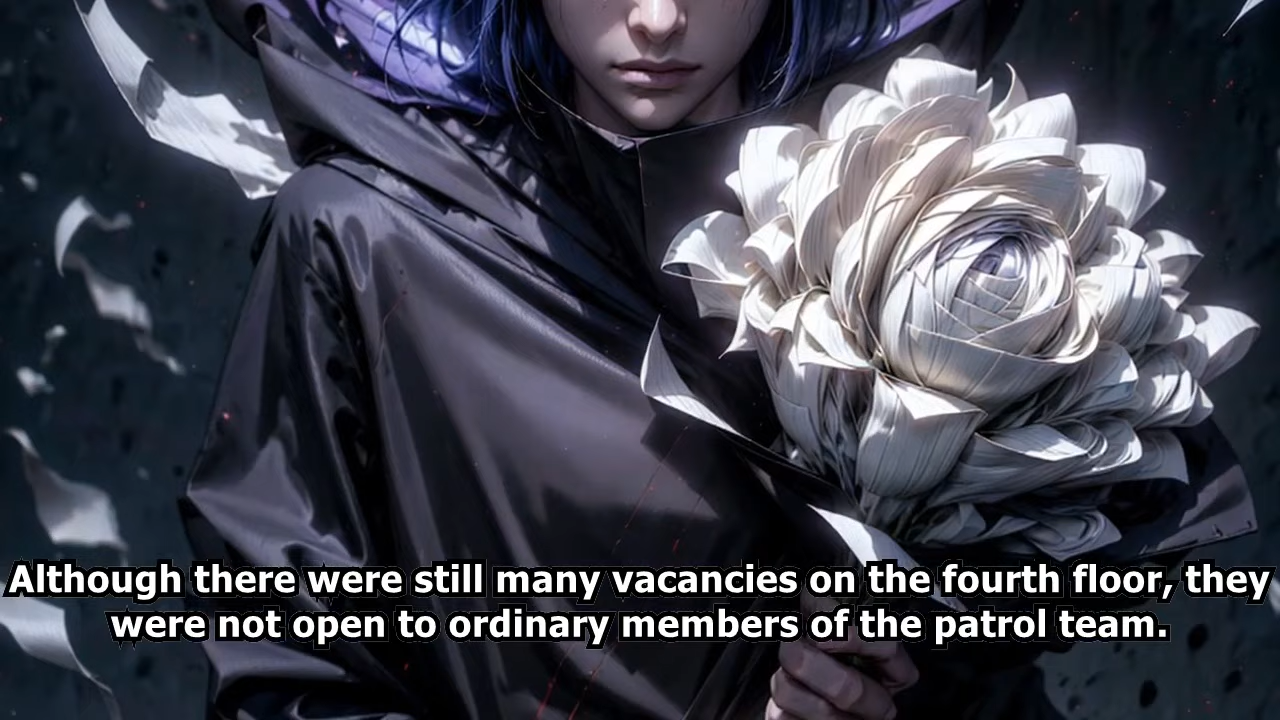 Although there were still many vacancies on the fourth floor, they
were not open to ordinary members of the patrol team.